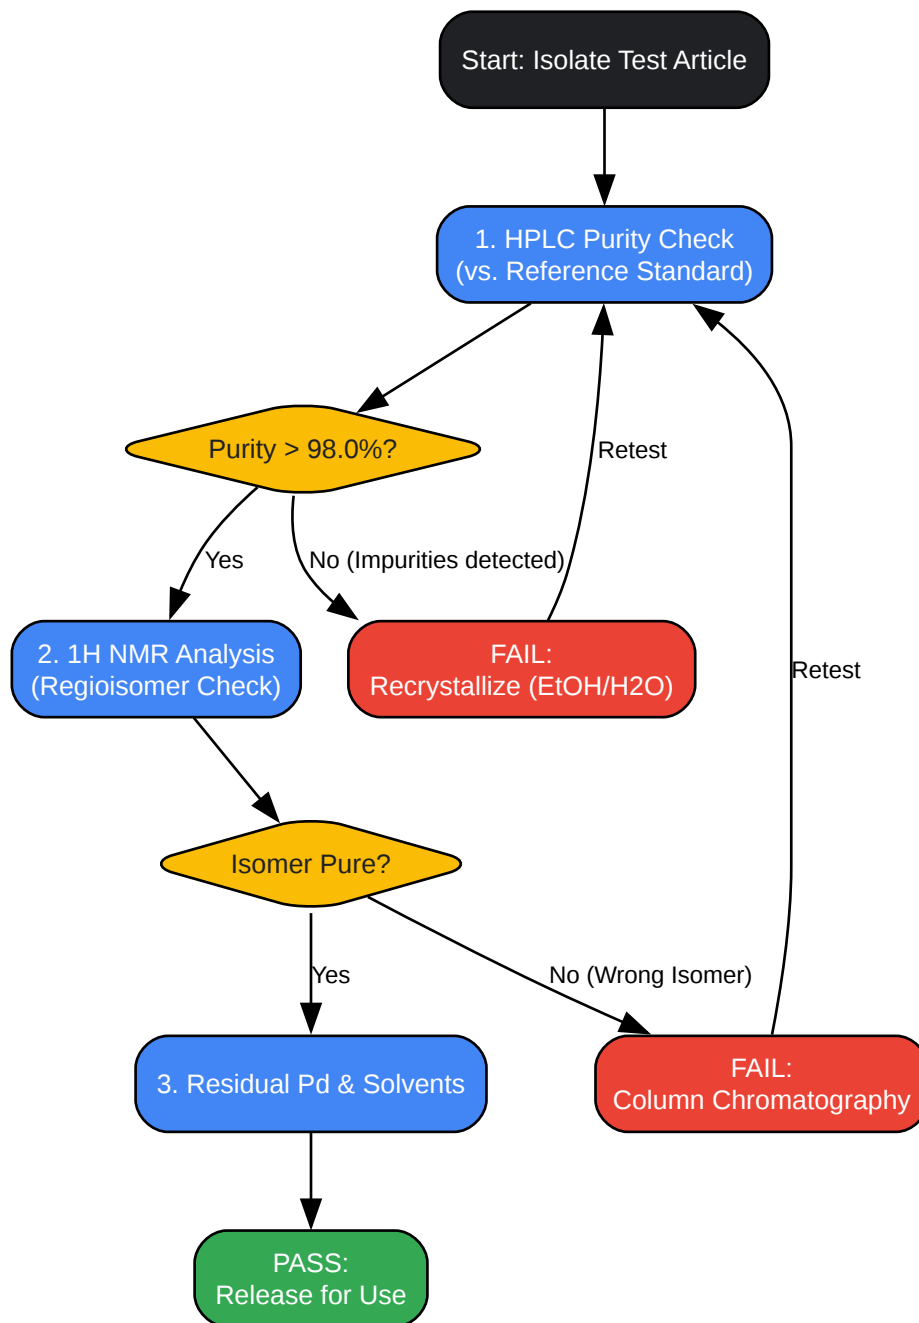 Start: Isolate Test Article
1. HPLC Purity Check
(vs. Reference Standard)
Purity > 98.0%?
Retest
Yes
No (Impurities detected)
2. 1H NMR Analysis
(Regioisomer Check)
FAIL:
Recrystallize (EtOH/H2O)
Retest
Isomer Pure?
Yes
No (Wrong Isomer)
3. Residual Pd & Solvents
FAIL:
Column Chromatography
PASS:
Release for Use